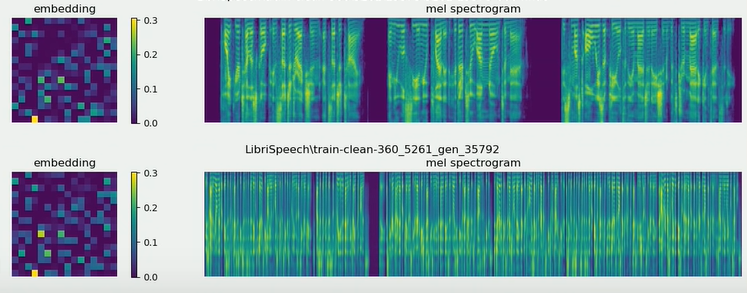 embedding
mel spectrogram
0.3
0.2
0.1
0.0
LibriSpeech\train-clean-360_5261_gen_35792
embedding
mel spectrogram
0.3
0.2
0.1
0.0